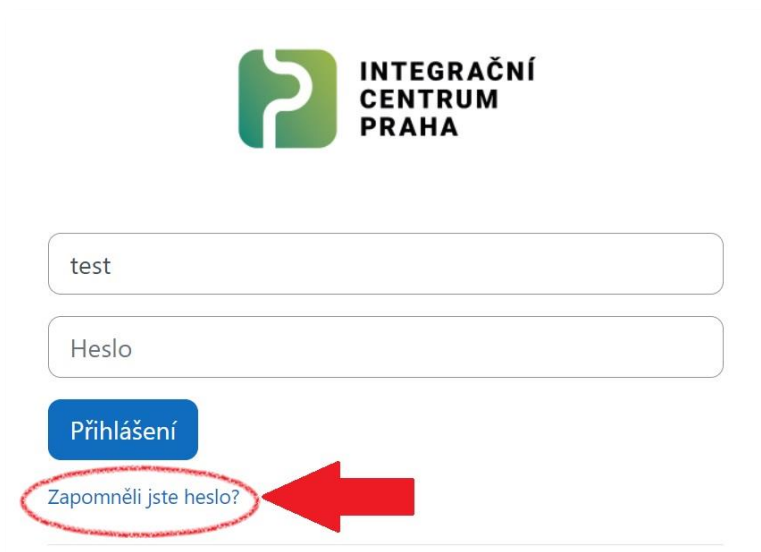 INTEGRAČNÍ
CENTRUM
PRAHA
test
Heslo
Přihlášení
Zapomněli jste heslo?